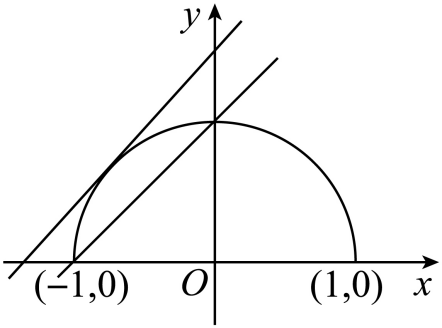 y
(−1,0)
O
(1,0)
x